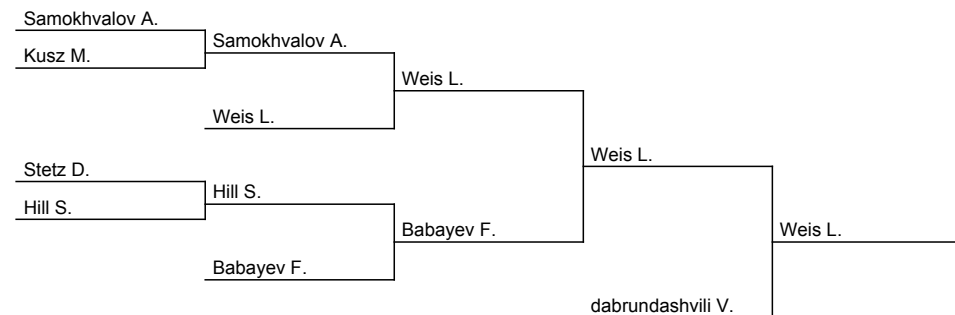 Samokhvalov A.
Kusz M.
Samokhvalov A.
Weis L.
Weis L.
Stetz D.
Hill S.
Hill S.
Babayev F.
Babayev F.
Weis L.
dabrundashvili V.
Weis L.